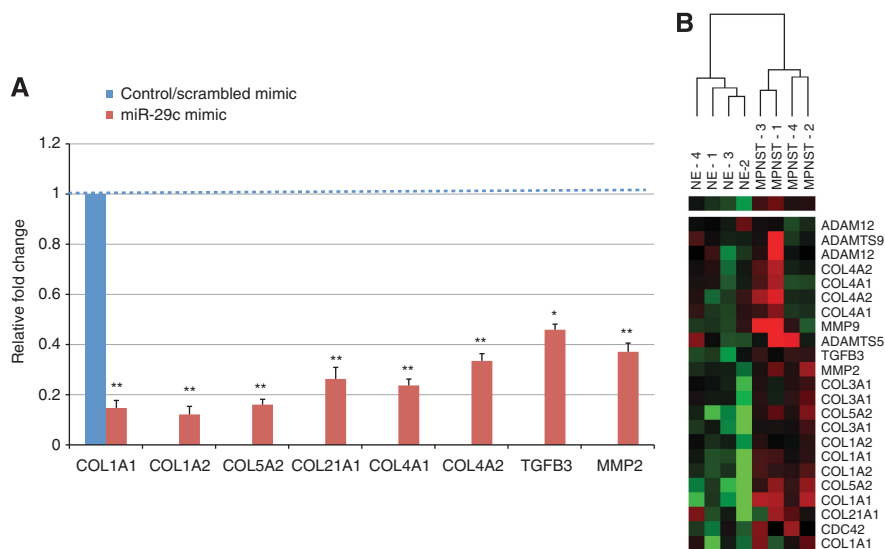 A
Control/scrambled mimic
miR-29c mimic
Relative fold change
1.2
1
0.8
0.6
0.4
0.2
0
**
**
**
**
**
**
*
**
COL1A1 COL1A2 COL5A2 COL21A1 COL4A1 COL4A2 TGFB3 MMP2
B
NE - 4
NE - 1
NE - 3
NE-2
MPNST - 3
MPNST - 1
MPNST - 4
MPNST - 2
ADAM12
ADAMTS9
ADAM12
COL4A2
COL4A1
COL4A2
COL4A1
MMP9
ADAMTS5
TGFB3
MMP2
COL3A1
COL3A1
COL5A2
COL3A1
COL1A2
COL1A1
COL1A2
COL5A2
COL1A1
COL21A1
CDC42
COL1A1